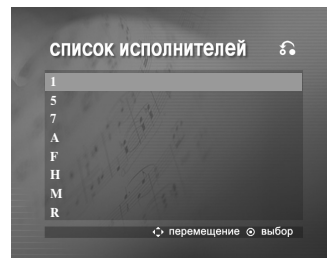 список исполнителей
1
5
7
A
F
H
M
R
перемещение выбор